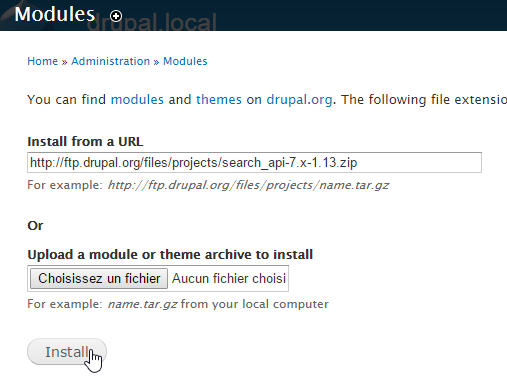 Modules
drupal.local
Home » Administration » Modules
You can find modules and themes on drupal.org. The following file extensio
Install from a URL
http://ftp.drupal.org/files/projects/search_api-7.x-1.13.zip
For example: http://ftp.drupal.org/files/projects/name.tar.gz
Or
Upload a module or theme archive to install
Choisissez un fichier Aucun fichier choisi
For example: name.tar.gz from your local computer
Install